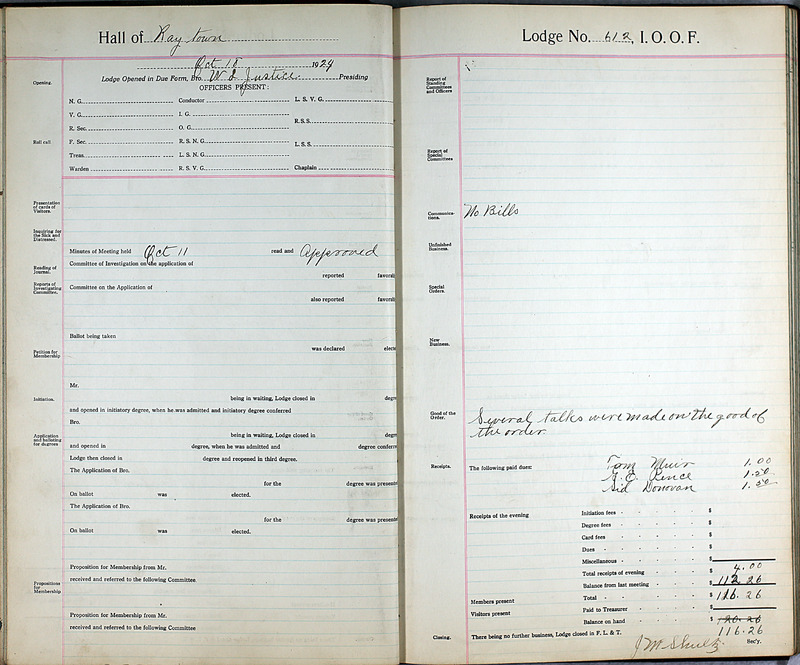 Hall of Raytown
Oct 18 1924
Lodge Opened in Due Form, Bro. W I Justice Presiding
OFFICERS PRESENT:
Opening.
N. G. Conductor L. S. V. G.
V. G. I. G.
R. S. S.
R. Sec. O. G.
Roll call
F. Sec. R. S. N. G.
L. S. S.
Treas. L. S. N. G.
Warden R. S. V. G. Chaplain
Presentation of cards of Visitors.
Inquiring for the Sick and Distressed.
Minutes of Meeting held Oct 11 read and Approved
Reading of Journal.
Committee of Investigation on the application of
reported favorab
Reports of Investigating Committee.
Committee on the Application of
also reported favorab
Ballot being taken
was declared elect
Petition for Membership
Mr.
Initiation.
being in waiting, Lodge closed in degre
and opened in initiatory degree, when he was admitted and initiatory degree conferred
Bro.
Application and balloting for degrees
being in waiting, Lodge closed in degre
and opened in degree, when he was admitted and degree conferre
Lodge then closed in degree and reopened in third degree.
The Application of Bro.
for the degree was presente
On ballot was elected.
The Application of Bro.
for the degree was presente
On ballot was elected.
Proposition for Membership from Mr.
received and referred to the following Committee
Propositions for Membership
Proposition for Membership from Mr.
received and referred to the following Committee
Lodge No. 612, I. O. O. F.
Report of Standing Committees and Officers
Report of Special Committees
Communications.
No Bills
Unfinished Business.
Special Orders.
New Business.
Good of the Order.
Several talks were made on the good of
the order
Receipts.
The following paid dues:
Tom Muir 1.00
1.50
Sid Donovan 1.50
Receipts of the evening
Initiation fees $
Degree fees $
Card fees $
Dues $
Miscellaneous $
Total receipts of evening 4.00
Balance from last meeting $ 112 26
Members present
Total $ 116.26
Visitors present
Paid to Treasurer $
Balance on hand $ 120.26
116.26
Closing.
There being no further business, Lodge closed in F. L. & T.
J M Shultz Sec'y.